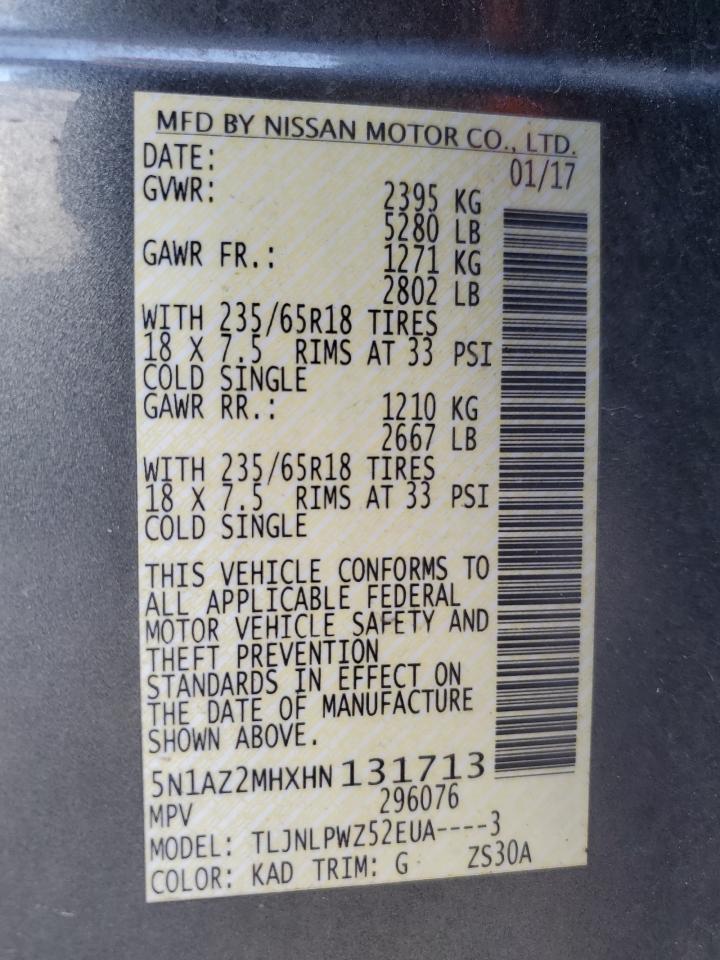 MFD BY NISSAN MOTOR CO., LTD.
DATE: 01/17
GVWR: 2395 KG
5280 LB
GAWR FR.: 1271 KG
2802 LB
WITH 235/65R18 TIRES
18 X 7.5 RIMS AT 33 PSI
COLD SINGLE
GAWR RR.: 1210 KG
2667 LB
WITH 235/65R18 TIRES
18 X 7.5 RIMS AT 33 PSI
COLD SINGLE
THIS VEHICLE CONFORMS TO
ALL APPLICABLE FEDERAL
MOTOR VEHICLE SAFETY AND
THEFT PREVENTION
STANDARDS IN EFFECT ON
THE DATE OF MANUFACTURE
SHOWN ABOVE.
5N1AZ2MHXHN 131713
MPV 296076
MODEL: TLJNLPWZ52EUA----3
COLOR: KAD TRIM: G ZS30A